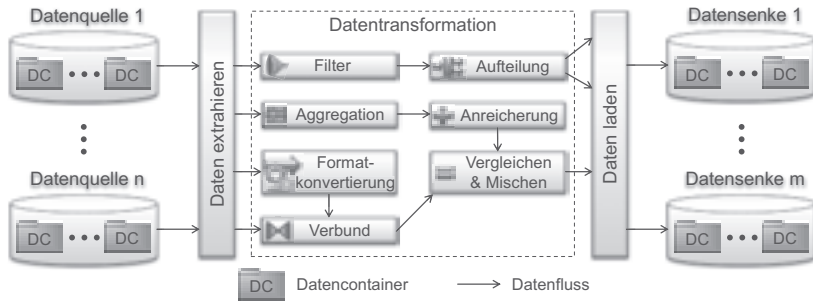 Datentransformation
Datenquelle 1
DC ••• DC
Datenquelle n
DC ••• DC
Daten extrahieren
Filter
Aufteilung
Aggregation
Anreicherung
Format-
konvertierung
Vergleichen
& Mischen
Verbund
Daten laden
Datensenke 1
DC ••• DC
Datensenke m
DC ••• DC
DC Datencontainer
Datenfluss